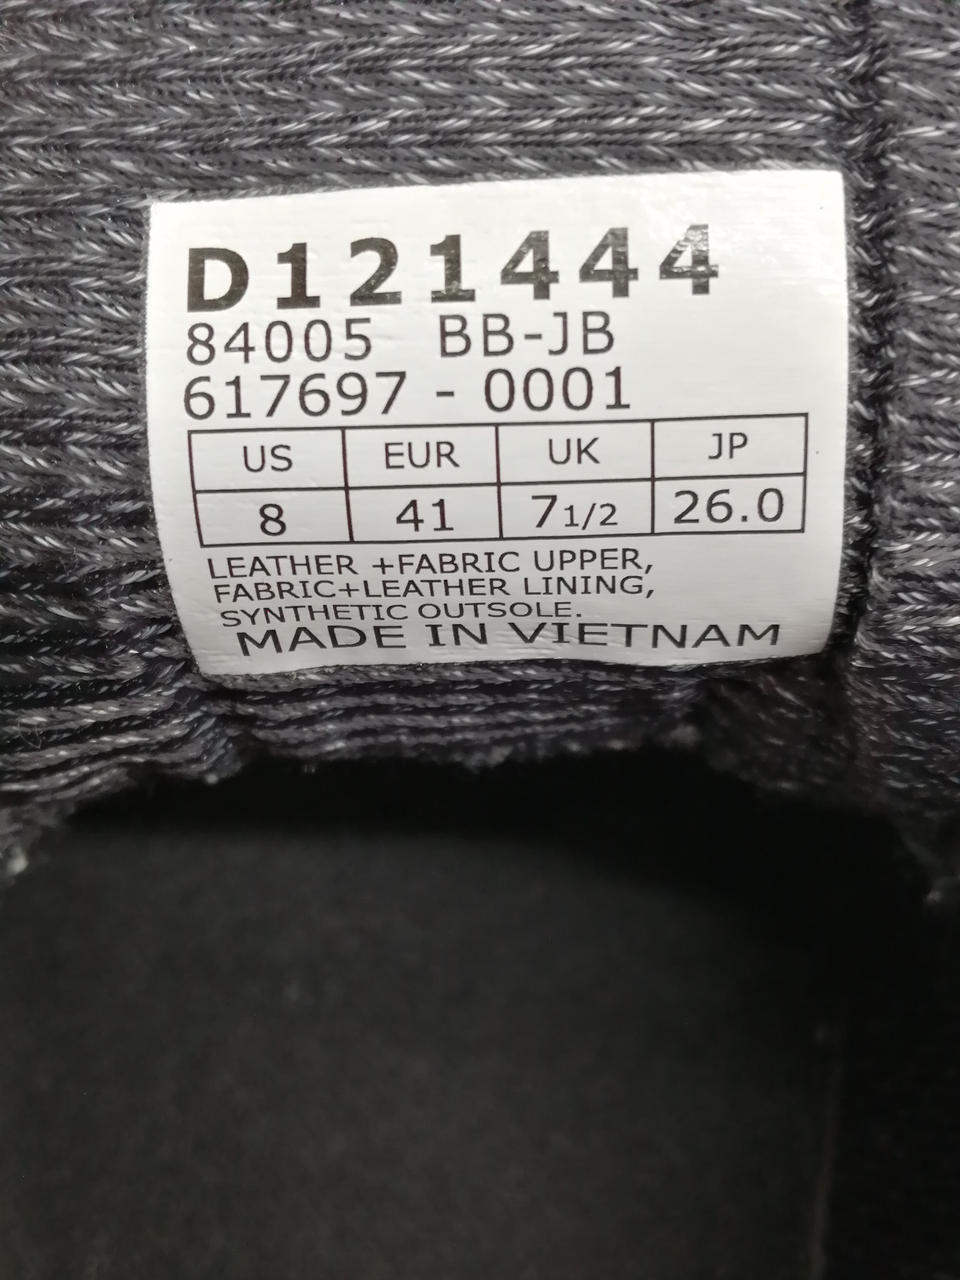 D121444
84005 BB-JB
617697 - 0001
US EUR UK JP
8 41 7 1/2 26.0
LEATHER +FABRIC UPPER,
FABRIC+LEATHER LINING,
SYNTHETIC OUTSOLE.
MADE IN VIETNAM